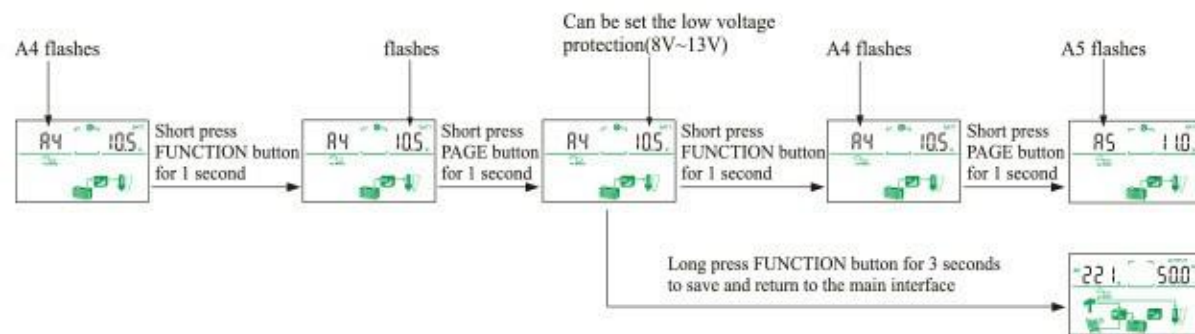 Can be set the low voltage
protection(8V~13V)
A4 flashes
flashes
A4 flashes
A5 flashes
A4 10.5
Short press
FUNCTION button
for 1 second
A4 10.5
Short press
PAGE button
for 1 second
A4 10.5
Short press
FUNCTION button
for 1 second
A4 10.5
Short press
PAGE button
for 1 second
A5 11.0
Long press FUNCTION button for 3 seconds
to save and return to the main interface
221 50.0